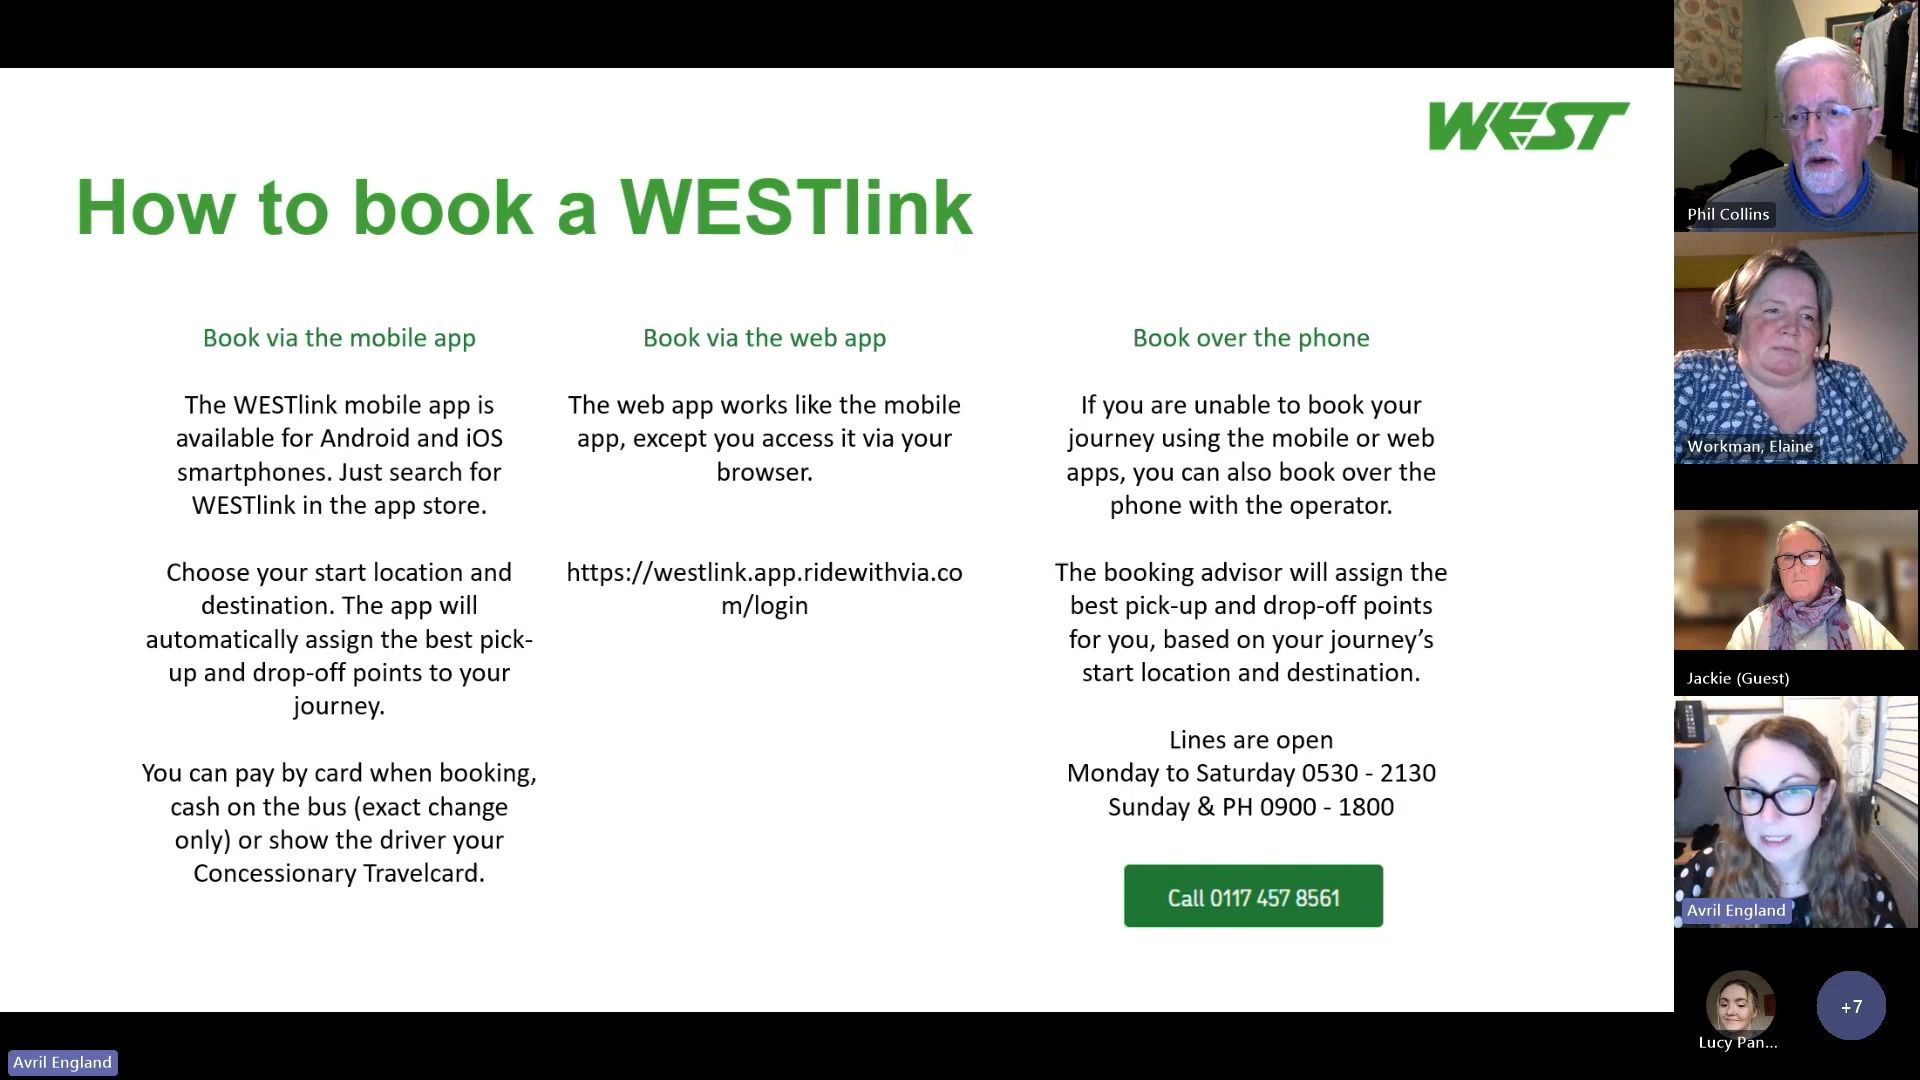 WEST
How to book a WESTlink
Book via the mobile app
The WESTlink mobile app is
available for Android and iOS
smartphones. Just search for
WESTlink in the app store.
Choose your start location and
destination. The app will
automatically assign the best pick-
up and drop-off points to your
journey.
You can pay by card when booking,
cash on the bus (exact change
only) or show the driver your
Concessionary Travelcard.
Book via the web app
The web app works like the mobile
app, except you access it via your
browser.
https://westlink.app.ridewithvia.co
m/login
Book over the phone
If you are unable to book your
journey using the mobile or web
apps, you can also book over the
phone with the operator.
The booking advisor will assign the
best pick-up and drop-off points
for you, based on your journey’s
start location and destination.
Lines are open
Monday to Saturday 0530 - 2130
Sunday & PH 0900 - 1800
Call 0117 457 8561
Phil Collins
Workman, Elaine
Jackie (Guest)
Avril England
Lucy Pan...
+7
Avril England